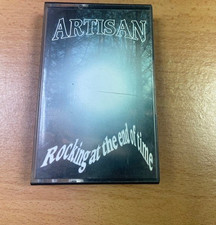 ARTISAN
Rocking at the end of time